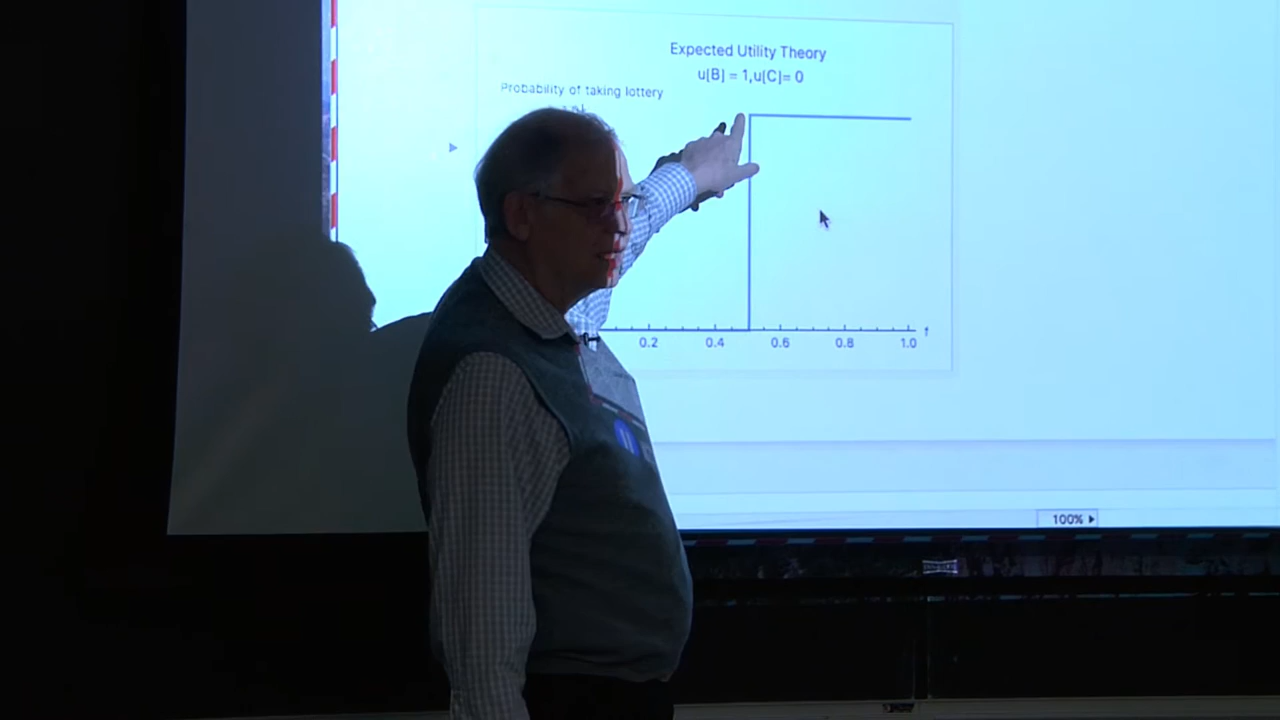 Expected Utility Theory
u[B] = 1,u[C]= 0
Probability of taking lottery
0.2 0.4 0.6 0.8 1.0
100%